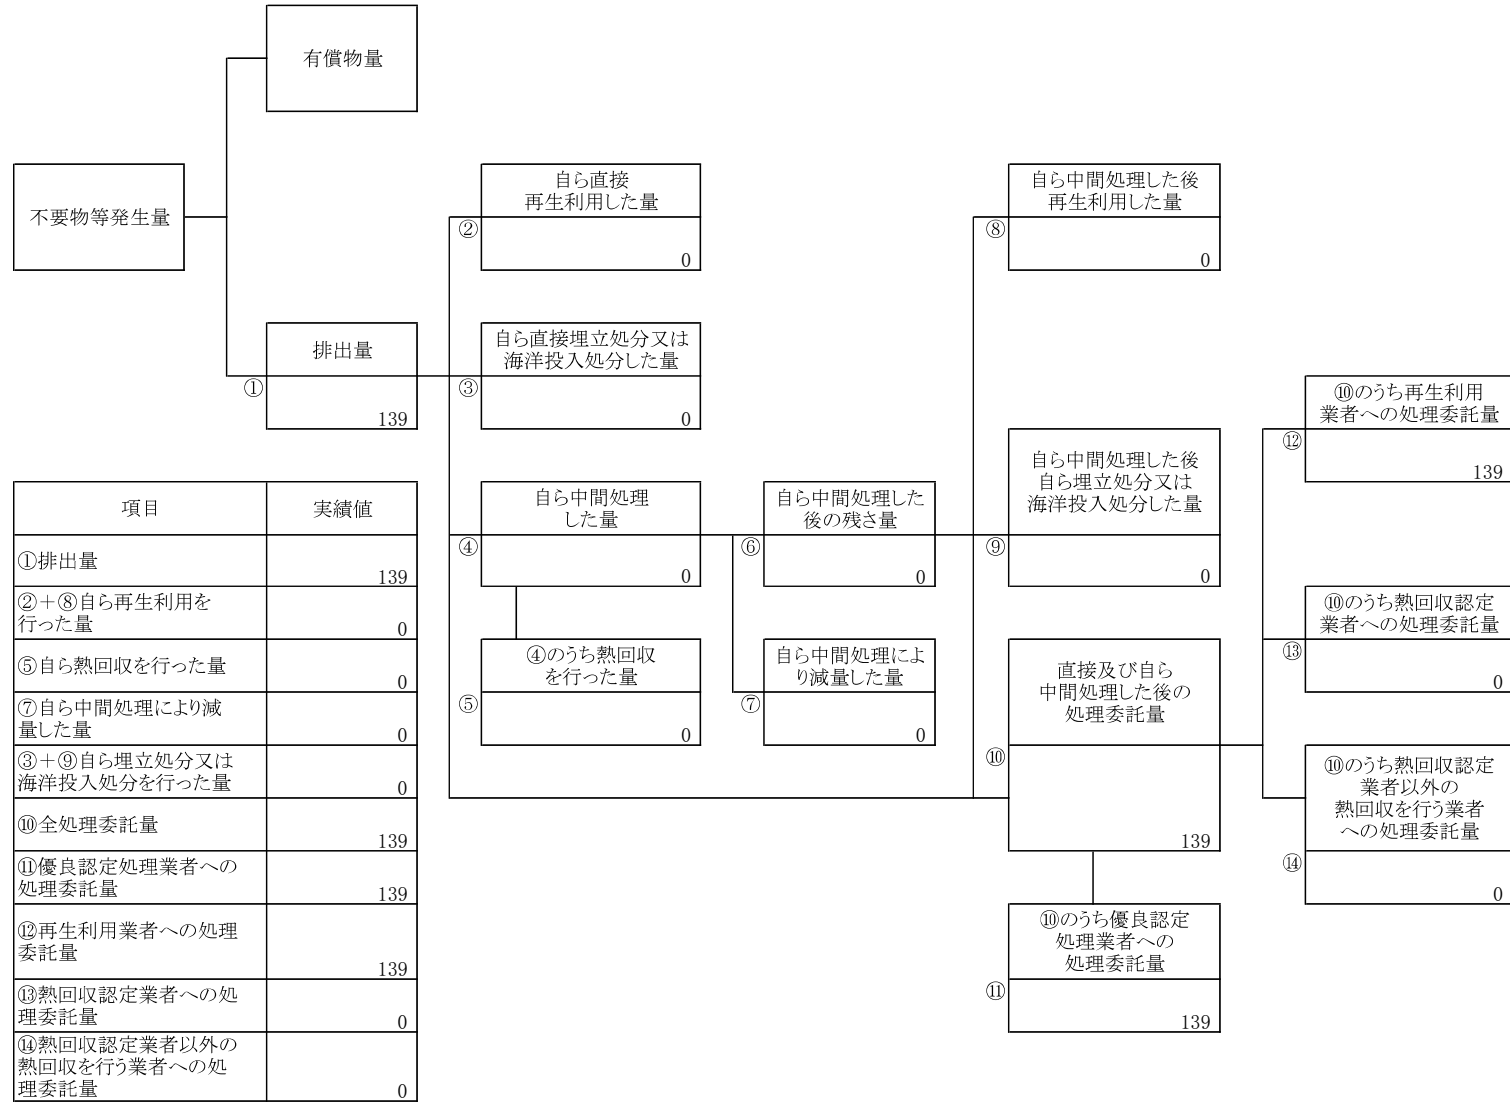 有償物量
不要物等発生量
自ら直接
再生利用した量
②
0
自ら中間処理した後
再生利用した量
⑧
0
排出量
①
139
自ら直接埋立処分又は
海洋投入処分した量
③
0
⑩のうち再生利用
業者への処理委託量
⑫
139
自ら中間処理
した量
④
0
自ら中間処理した
後の残さ量
⑥
0
自ら中間処理した後
自ら埋立処分又は
海洋投入処分した量
⑨
0
⑩のうち熱回収認定
業者への処理委託量
⑬
0
④のうち熱回収
を行った量
⑤
0
自ら中間処理によ
り減量した量
⑦
0
直接及び自ら
中間処理した後の
処理委託量
⑩
139
⑩のうち熱回収認定
業者以外の
熱回収を行う業者
への処理委託量
⑭
0
⑩のうち優良認定
処理業者への
処理委託量
⑪
139
項目 実績値
①排出量
139
②+⑧自ら再生利用を
行った量
0
⑤自ら熱回収を行った量
0
⑦自ら中間処理により減
量した量
0
③+⑨自ら埋立処分又は
海洋投入処分を行った量
0
⑩全処理委託量
139
⑪優良認定処理業者への
処理委託量
139
⑫再生利用業者への処理
委託量
139
⑬熱回収認定業者への処
理委託量
0
⑭熱回収認定業者以外の
熱回収を行う業者への処
理委託量
0